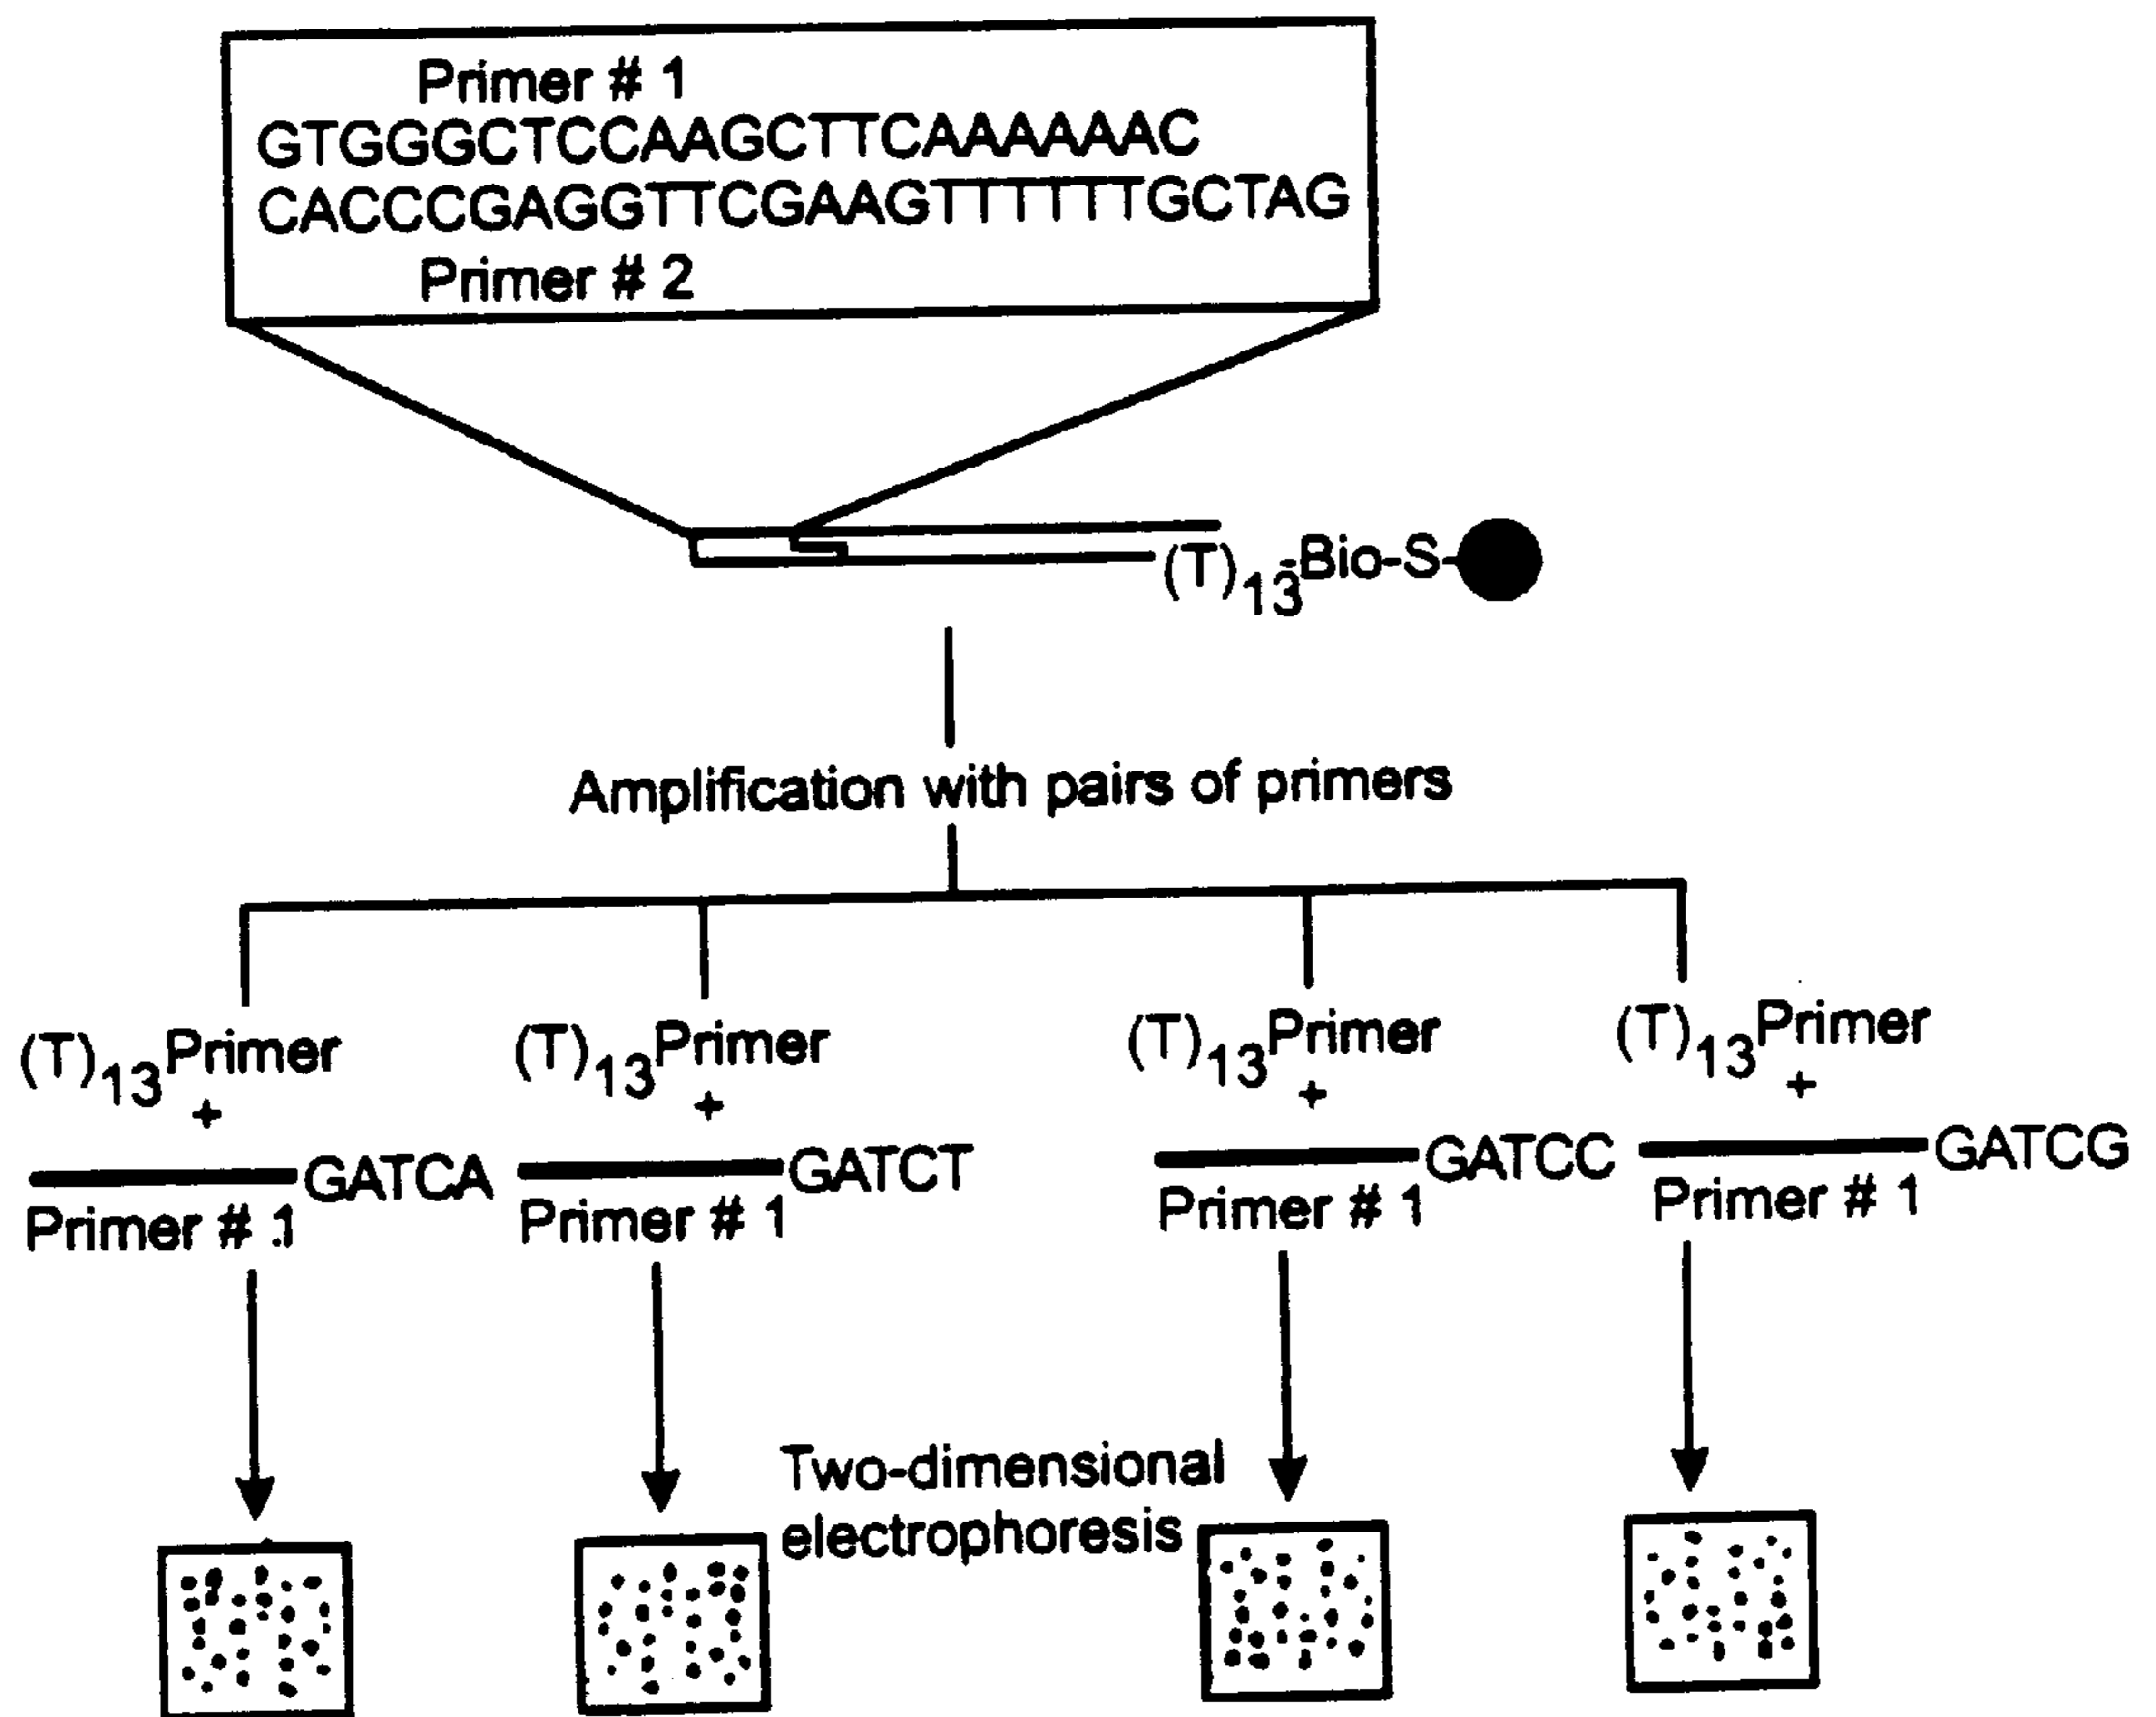 Primer # 1
GTGGGCTCCAAGCTTCAAAAAAC
CACCCGAGGTTCGAAGTTTTTTGCTAG
Primer # 2
(T)13-Bio-S-
Amplification with pairs of primers
(T)13Primer (T)13Primer (T)13Primer (T)13Primer
+ + + +
GATCA GATCT GATCC GATCG
Primer # 1 Primer # 1 Primer # 1 Primer # 1
Two-dimensional
electrophoresis